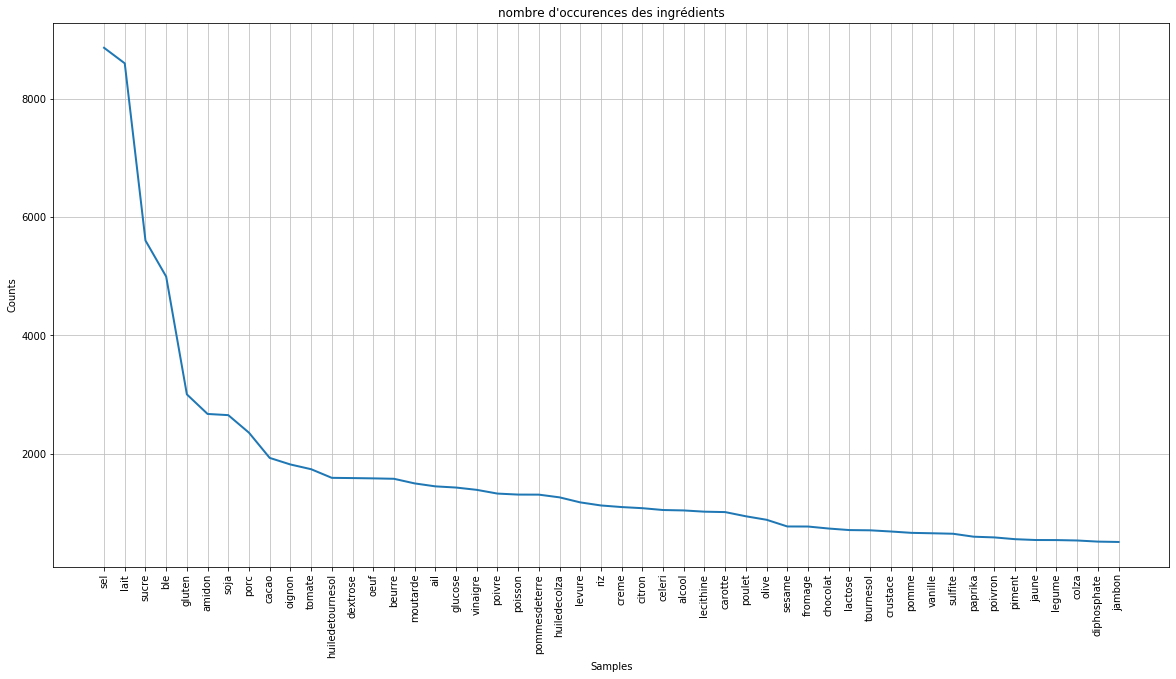 nombre d'occurences des ingrédients
Counts
8000
6000
4000
2000
sel
lait
sucre
ble
gluten
amidon
soja
porc
cacao
oignon
tomate
huiledetournesol
dextrose
oeuf
beurre
moutarde
ail
glucose
vinaigre
poivre
poisson
pommesdeterre
huiledecolza
levure
riz
creme
citron
celeri
alcool
lecithine
carotte
poulet
olive
sesame
fromage
chocolat
lactose
tournesol
crustace
pomme
vanille
sulfite
paprika
poivron
piment
jaune
legume
colza
diphosphate
jambon
Samples